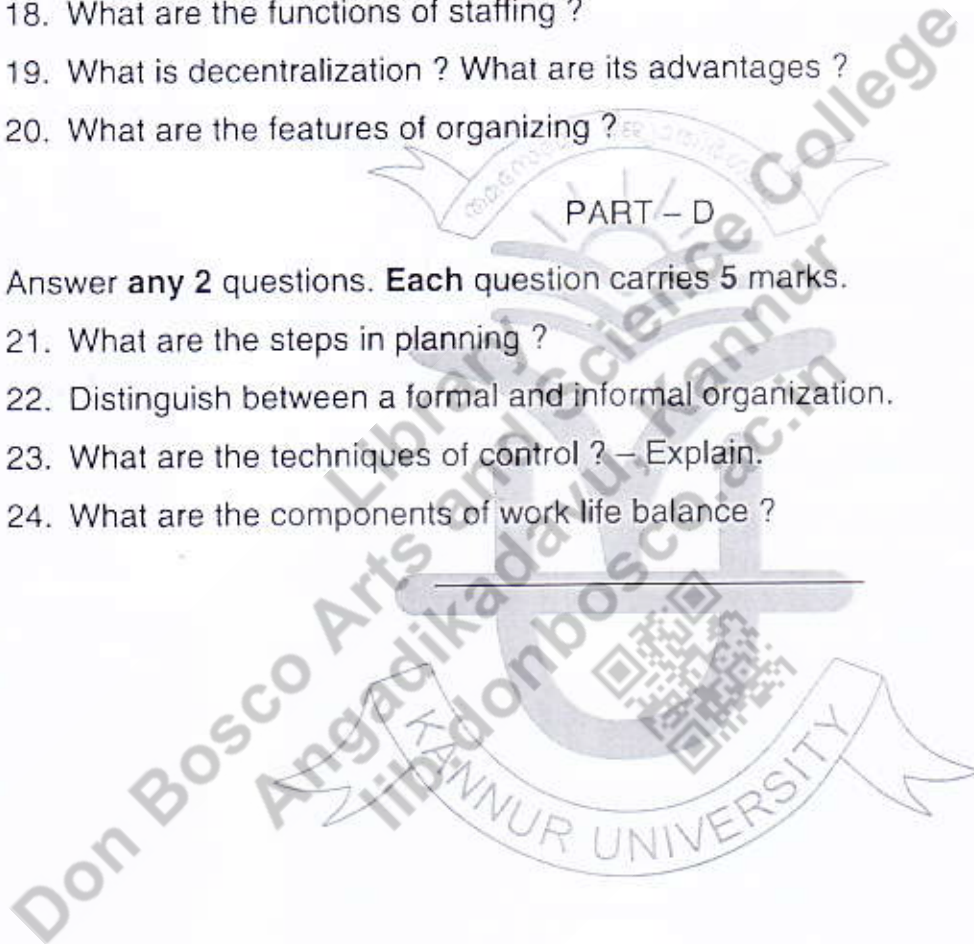 18. What are the functions of staffing ?
19. What is decentralization ? What are its advantages ?
20. What are the features of organizing ?
PART – D
Answer any 2 questions. Each question carries 5 marks.
21. What are the steps in planning ?
22. Distinguish between a formal and informal organization.
23. What are the techniques of control ? – Explain.
24. What are the components of work life balance ?
Library
Don Bosco Arts and Science College
Angadikadavu, Kannur
lib.donbosco.ac.in
KANNUR UNIVERSITY